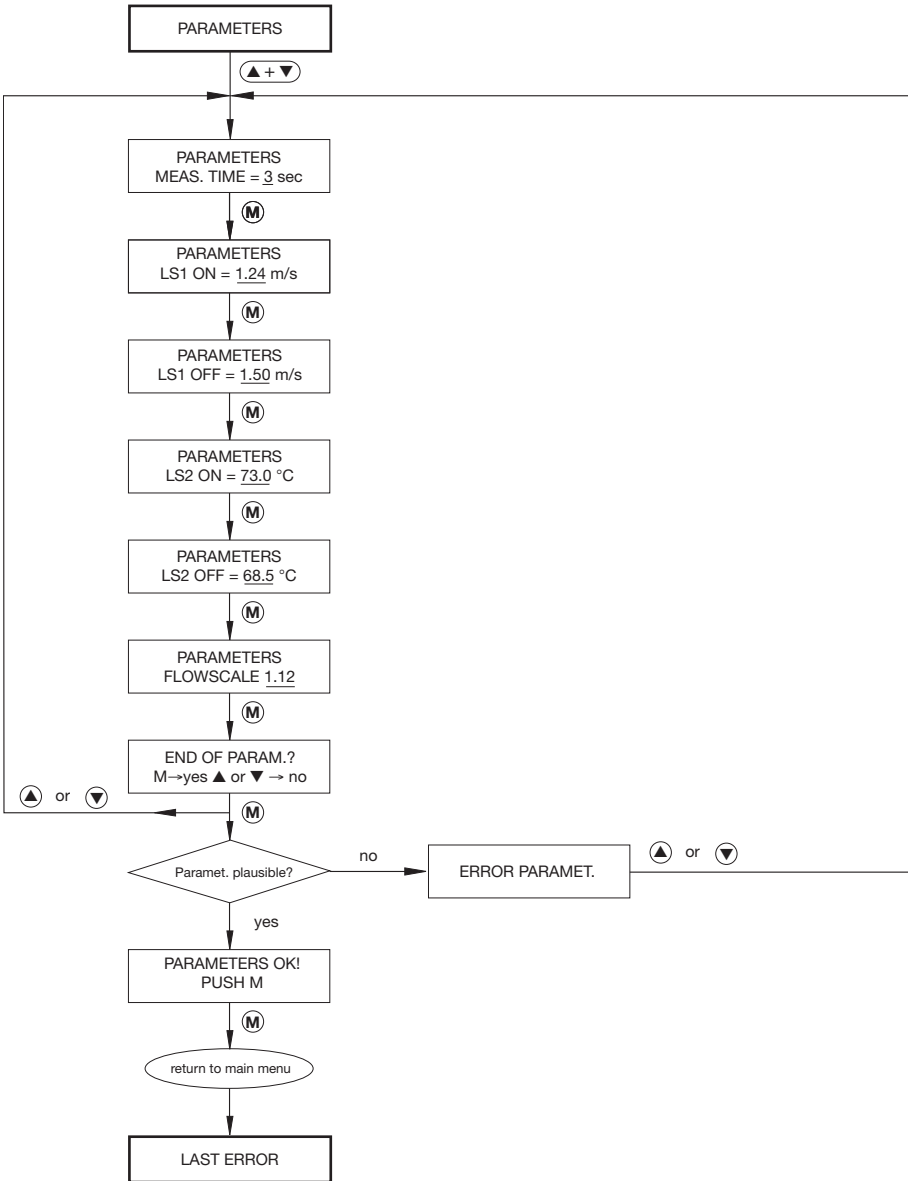 PARAMETERS
▲ + ▼
PARAMETERS
MEAS. TIME = 3 sec
M
PARAMETERS
LS1 ON = 1.24 m/s
M
PARAMETERS
LS1 OFF = 1.50 m/s
M
PARAMETERS
LS2 ON = 73.0 °C
M
PARAMETERS
LS2 OFF = 68.5 °C
M
PARAMETERS
FLOWSCALE 1.12
M
END OF PARAM.?
M→yes ▲ or ▼ → no
▲ or ▼
M
Paramet. plausible?
no
ERROR PARAMET.
▲ or ▼
yes
PARAMETERS OK!
PUSH M
M
return to main menu
LAST ERROR